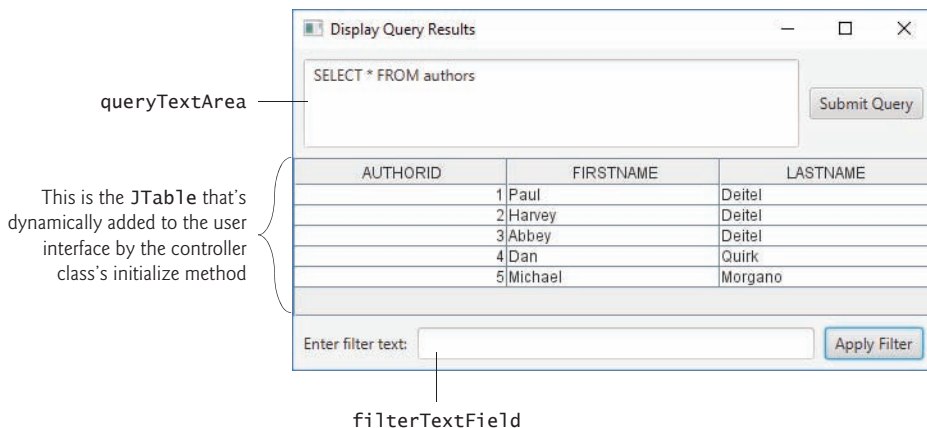 Display Query Results
SELECT * FROM authors
queryTextArea
Submit Query
AUTHORID FIRSTNAME LASTNAME
1 Paul Deitel
2 Harvey Deitel
3 Abbey Deitel
4 Dan Quirk
5 Michael Morgano
This is the JTable that's
dynamically added to the user
interface by the controller
class's initialize method
Enter filter text: Apply Filter
filterTextField